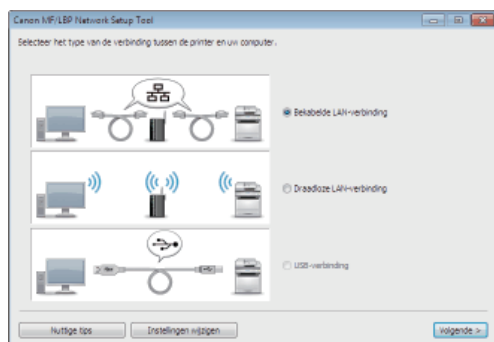 Canon MF/LBP Network Setup Tool
Selecteer het type van de verbinding tussen de printer en uw computer.
Bekabelde LAN-verbinding
Draadloze LAN-verbinding
USB-verbinding
Nuttige tips
Instellingen wijzigen
Volgende >